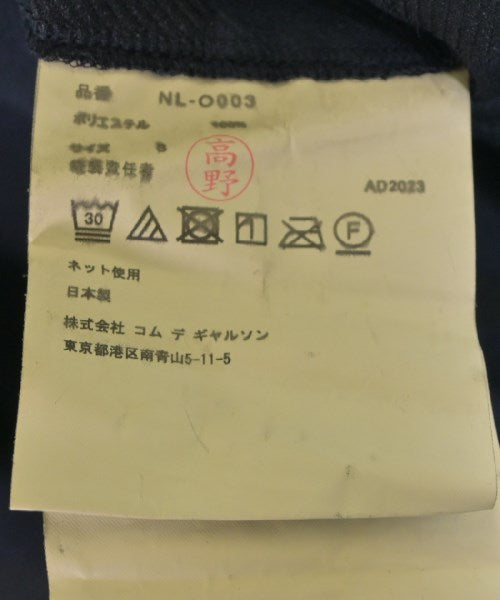 品番 NL-O003
ポリエステル 100%
サイズ S
縫製責任者 高野
AD2023
30 F
ネット使用
日本製
株式会社 コム デ ギャルソン
東京都港区南青山5-11-5